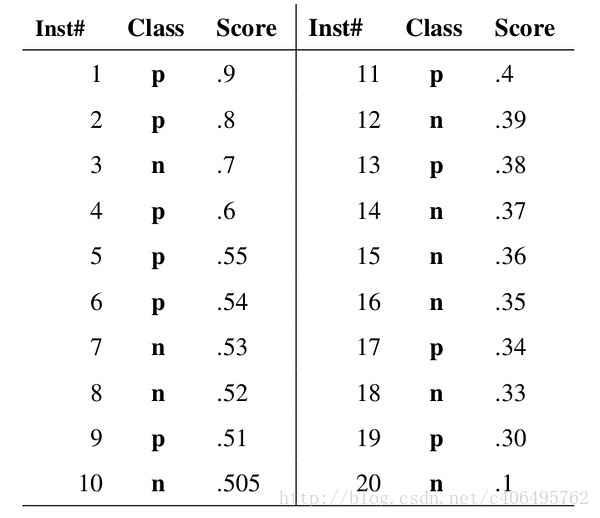 Inst# Class Score Inst# Class Score
1 p .9 11 p .4
2 p .8 12 n .39
3 n .7 13 p .38
4 p .6 14 n .37
5 p .55 15 n .36
6 p .54 16 n .35
7 n .53 17 p .34
8 n .52 18 n .33
9 p .51 19 p .30
10 n .505 20 n .1
http://blog.csdn.net/c406495762